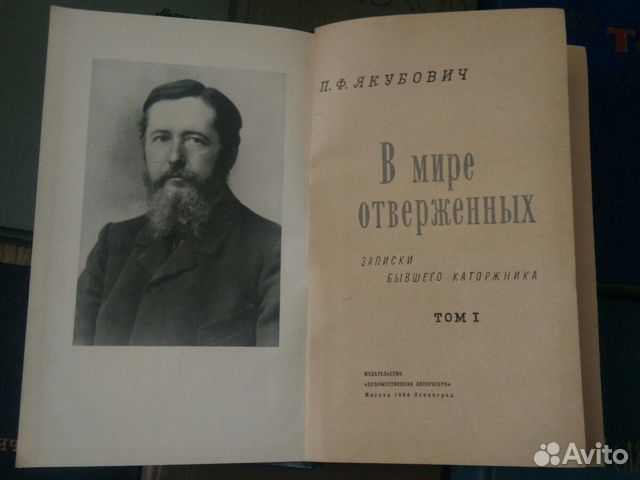 П. Ф. ЯКУБОВИЧ
В мире
отверженных
ЗАПИСКИ
БЫВШЕГО КАТОРЖНИКА
ТОМ I
ИЗДАТЕЛЬСТВО
«ХУДОЖЕСТВЕННАЯ ЛИТЕРАТУРА»
Москва 1964 Ленинград
Avito